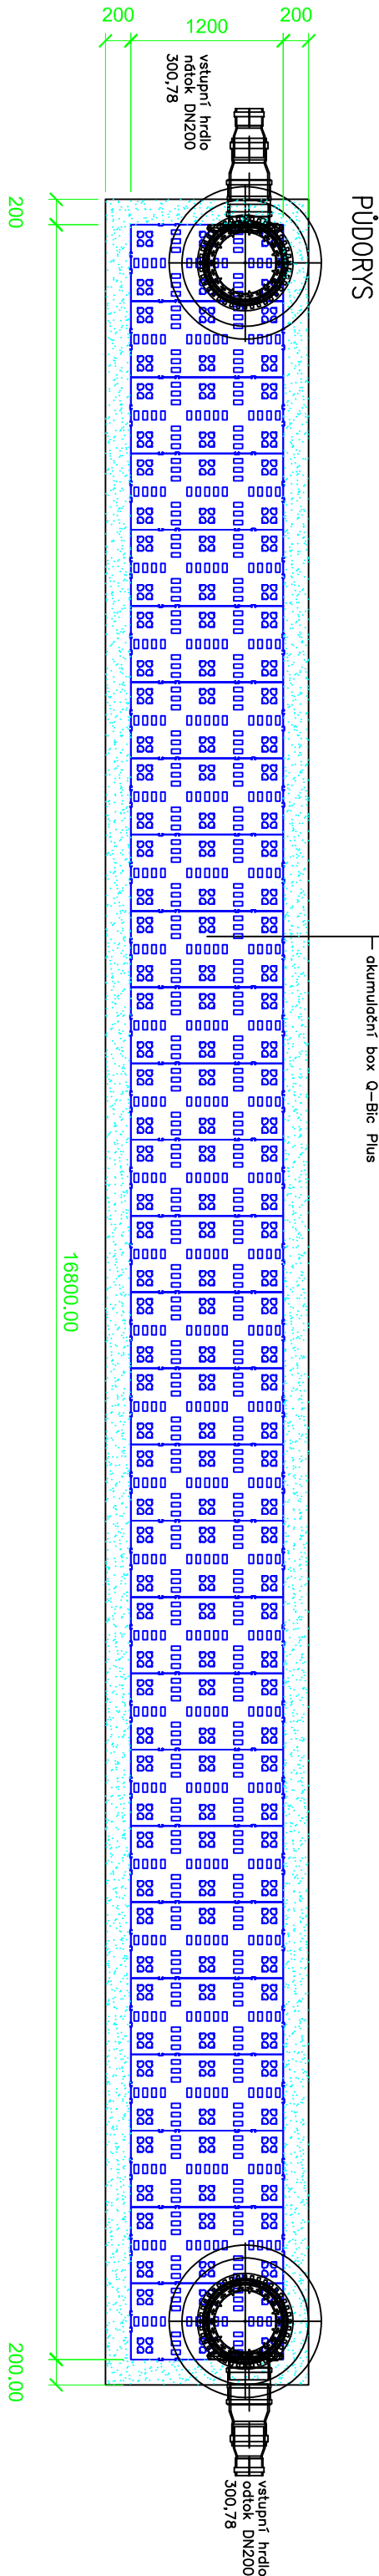 PŮDORYS
200
1200
200
vstupní hrdlo
nátok DN200
300,78
200
akumulační box Q-Bic Plus
16800.00
200.00
vstupní hrdlo
odtok DN200
300,78